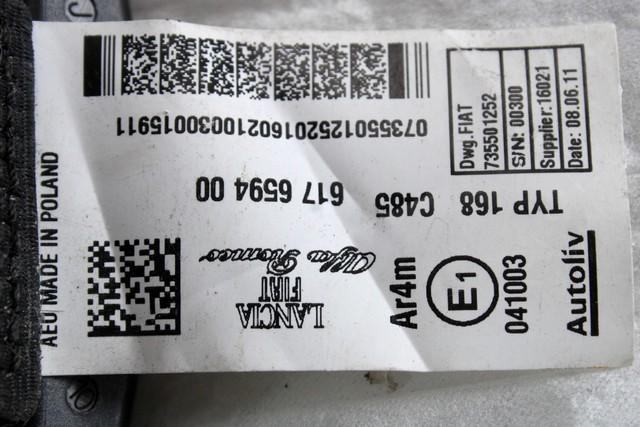 07355012520160210030015911
TYP 168 C485 617 6594 00
Alfa Romeo
FIAT
LANCIA
Dwg.FIAT
735501252
S/N: 00300
Supplier:16021
Date: 08.06.11
Ar4m
E1
041003
Autoliv
AEU MADE IN POLAND